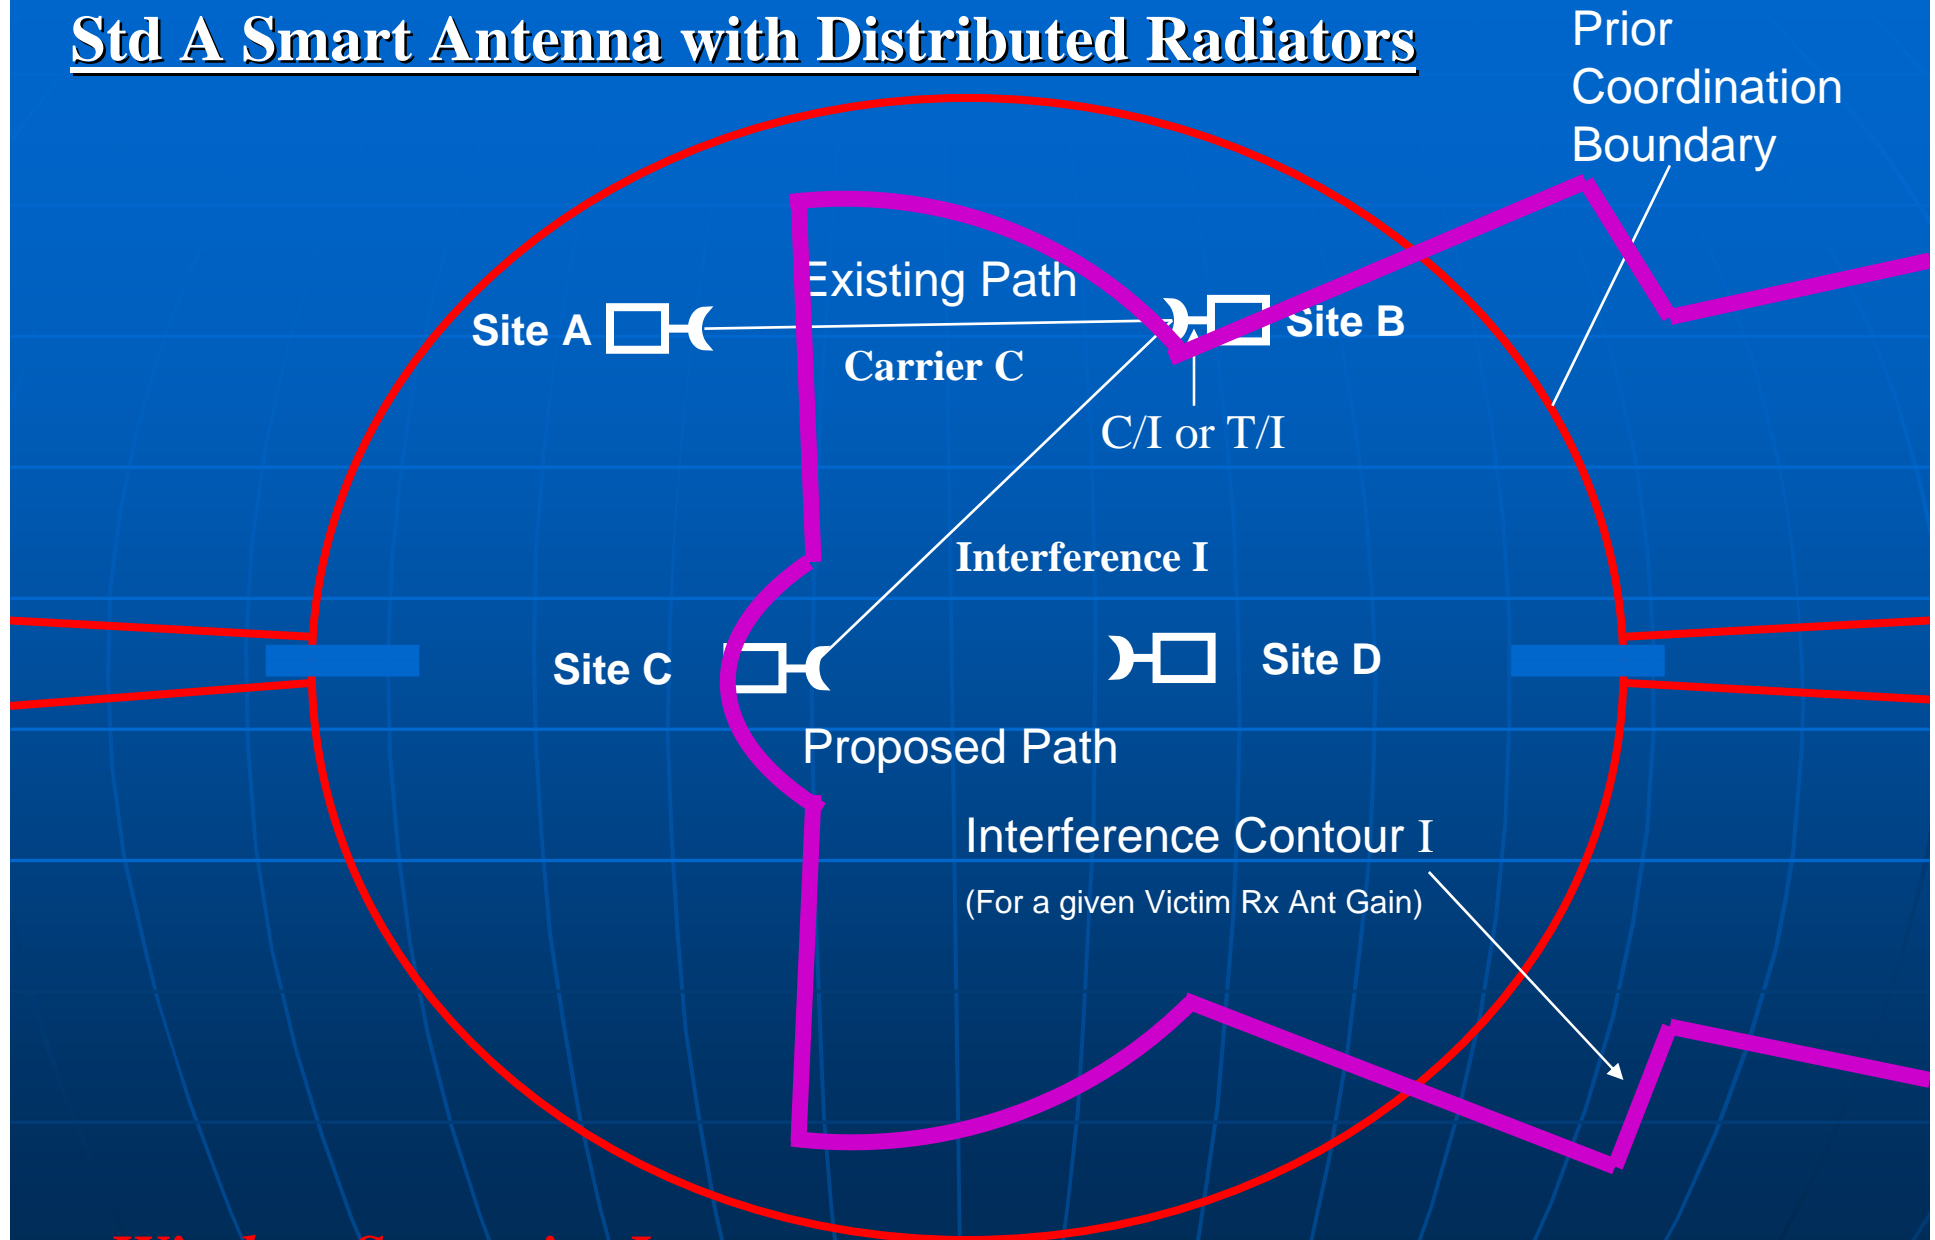 Std A Smart Antenna with Distributed Radiators
Prior
Coordination
Boundary
Existing Path
Site A
Site B
Carrier C
C/I or T/I
Interference I
Site C
Site D
Proposed Path
Interference Contour I
(For a given Victim Rx Ant Gain)